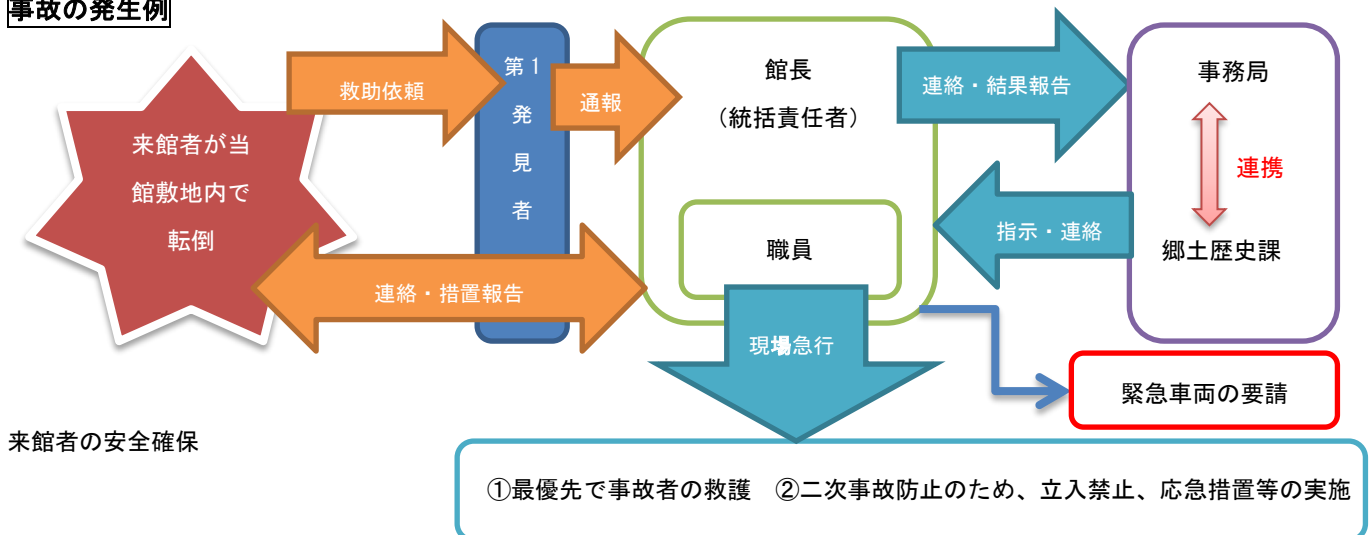 事故の発生例
来館者が当
館敷地内で
転倒
救助依頼
第1
発
見
者
通報
連絡・措置報告
館長
（統括責任者）
職員
現場急行
連絡・結果報告
指示・連絡
事務局
連携
郷土歴史課
緊急車両の要請
来館者の安全確保
①最優先で事故者の救護　②二次事故防止のため、立入禁止、応急措置等の実施